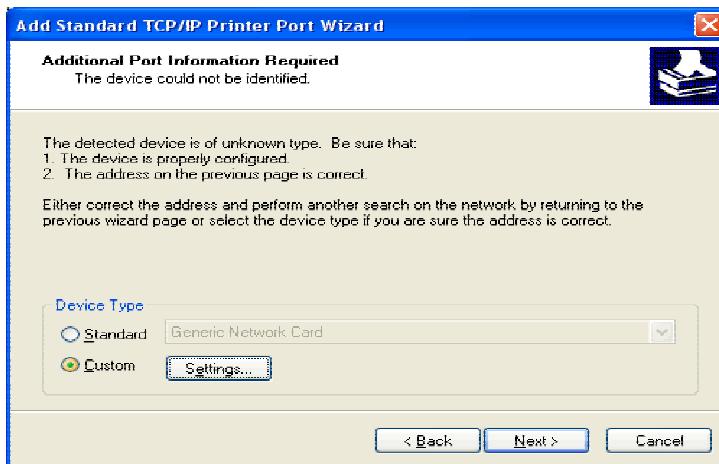 Add Standard TCP/IP Printer Port Wizard
Additional Port Information Required
The device could not be identified.
The detected device is of unknown type. Be sure that:
1. The device is properly configured.
2. The address on the previous page is correct.
Either correct the address and perform another search on the network by returning to the
previous wizard page or select the device type if you are sure the address is correct.
Device Type
Standard
Generic Network Card
Custom
Settings...
< Back
Next >
Cancel